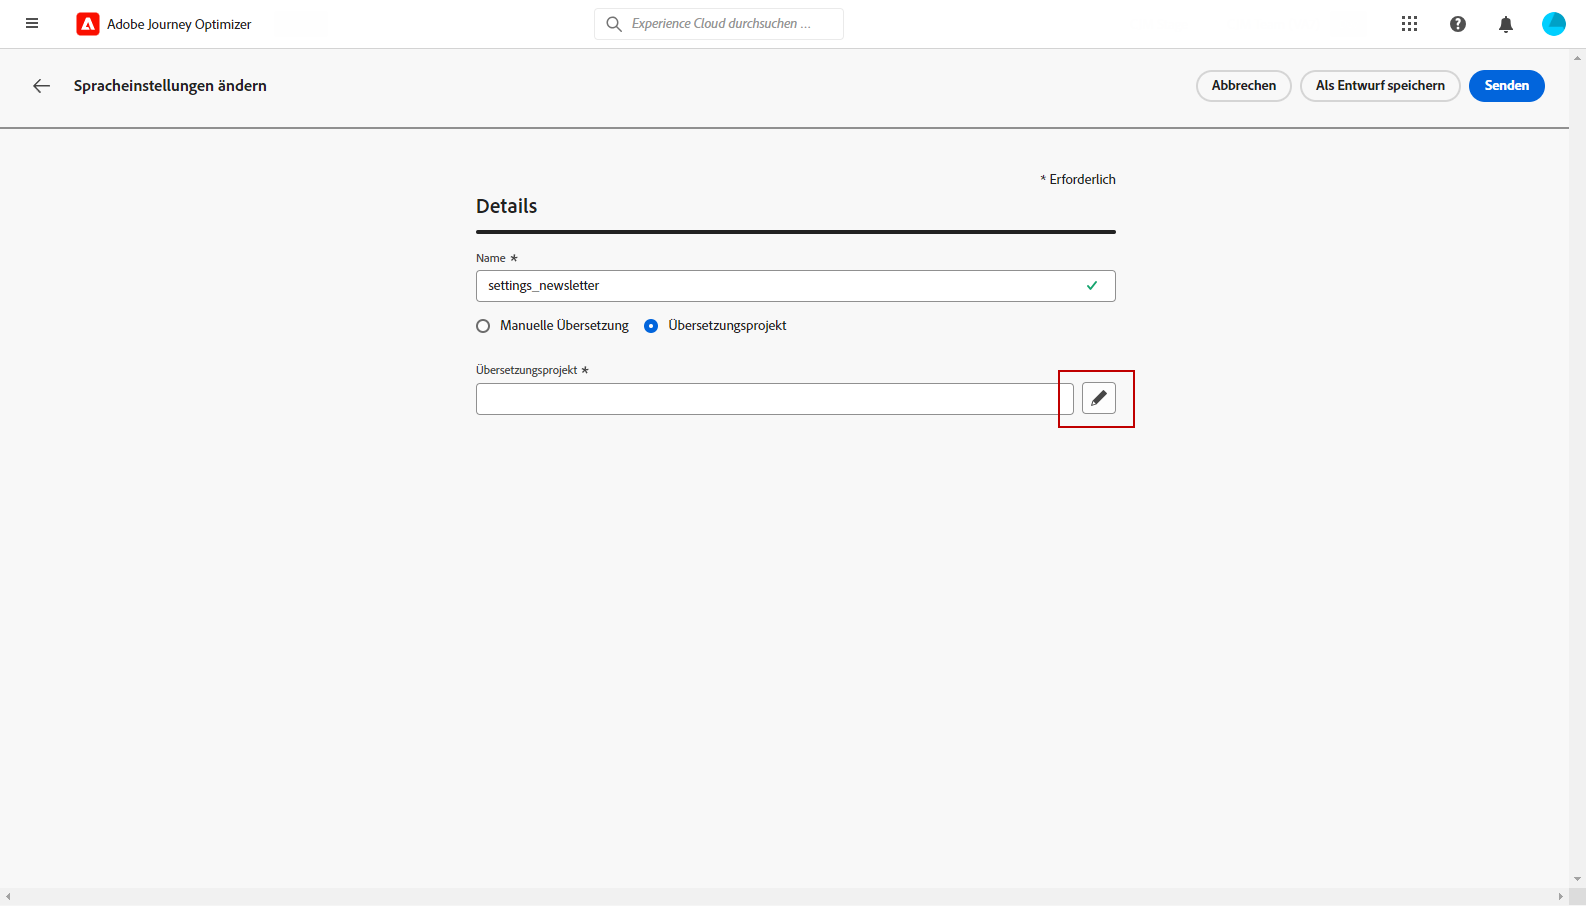 Adobe Journey Optimizer
Experience Cloud durchsuchen ...
Spracheinstellungen ändern
Abbrechen
Als Entwurf speichern
Senden
* Erforderlich
Details
Name *
settings_newsletter
Manuelle Übersetzung
Übersetzungsprojekt
Übersetzungsprojekt *